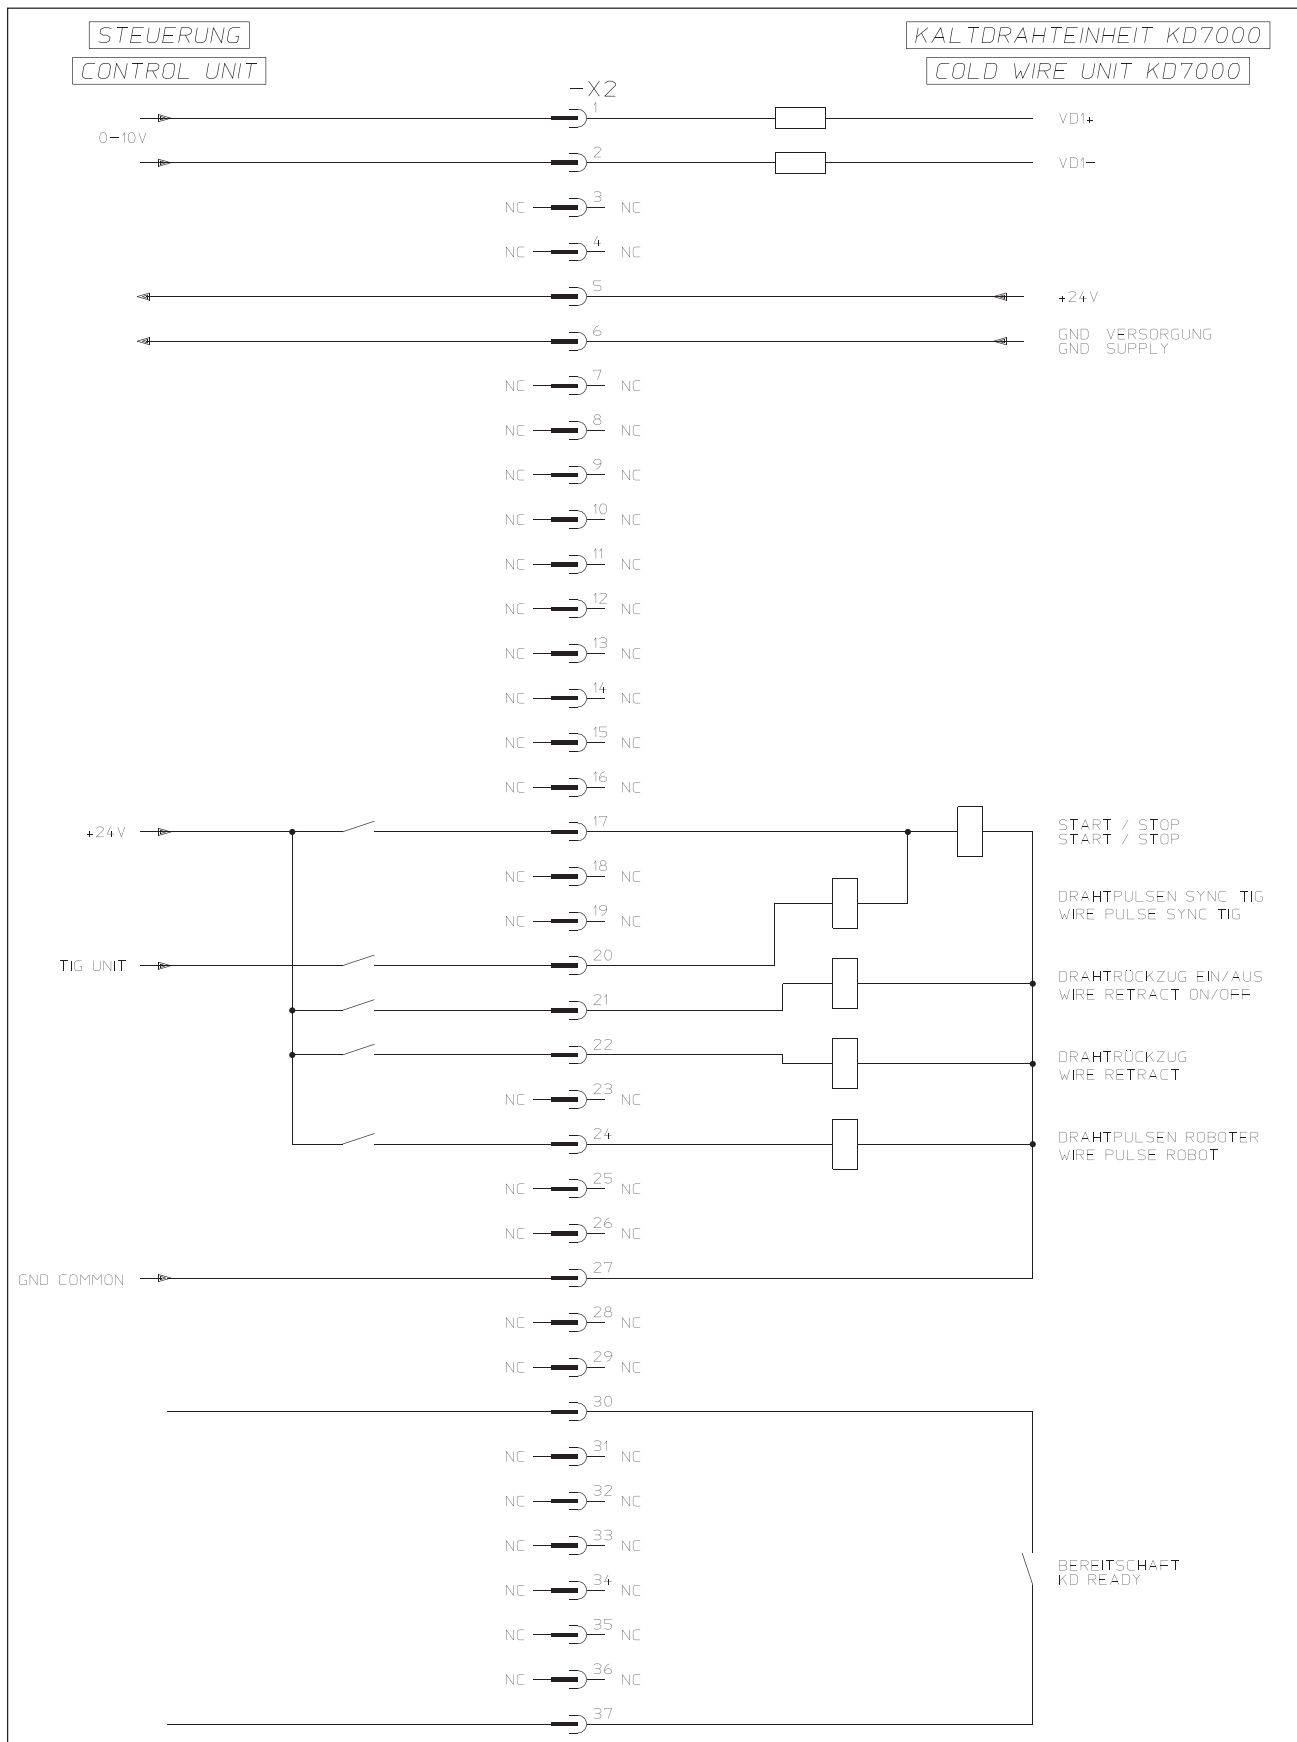 STEUERUNG
KALTDRAHTEINHEIT KD7000
CONTROL UNIT
COLD WIRE UNIT KD7000
-X2
1
VD1+
0-10V
2
VD1-
NC 3 NC
NC 4 NC
5
+24V
6
GND VERSORGUNG
GND SUPPLY
NC 7 NC
NC 8 NC
NC 9 NC
NC 10 NC
NC 11 NC
NC 12 NC
NC 13 NC
NC 14 NC
NC 15 NC
NC 16 NC
+24V
17
START / STOP
START / STOP
NC 18 NC
DRAHTPULSEN SYNC TIG
WIRE PULSE SYNC TIG
NC 19 NC
TIG UNIT
20
DRAHTRÜCKZUG EIN/AUS
WIRE RETRACT ON/OFF
21
22
DRAHTRÜCKZUG
WIRE RETRACT
NC 23 NC
24
DRAHTPULSEN ROBOTER
WIRE PULSE ROBOT
NC 25 NC
NC 26 NC
GND COMMON
27
NC 28 NC
NC 29 NC
30
NC 31 NC
NC 32 NC
NC 33 NC
BEREITSCHAFT
KD READY
NC 34 NC
NC 35 NC
NC 36 NC
37